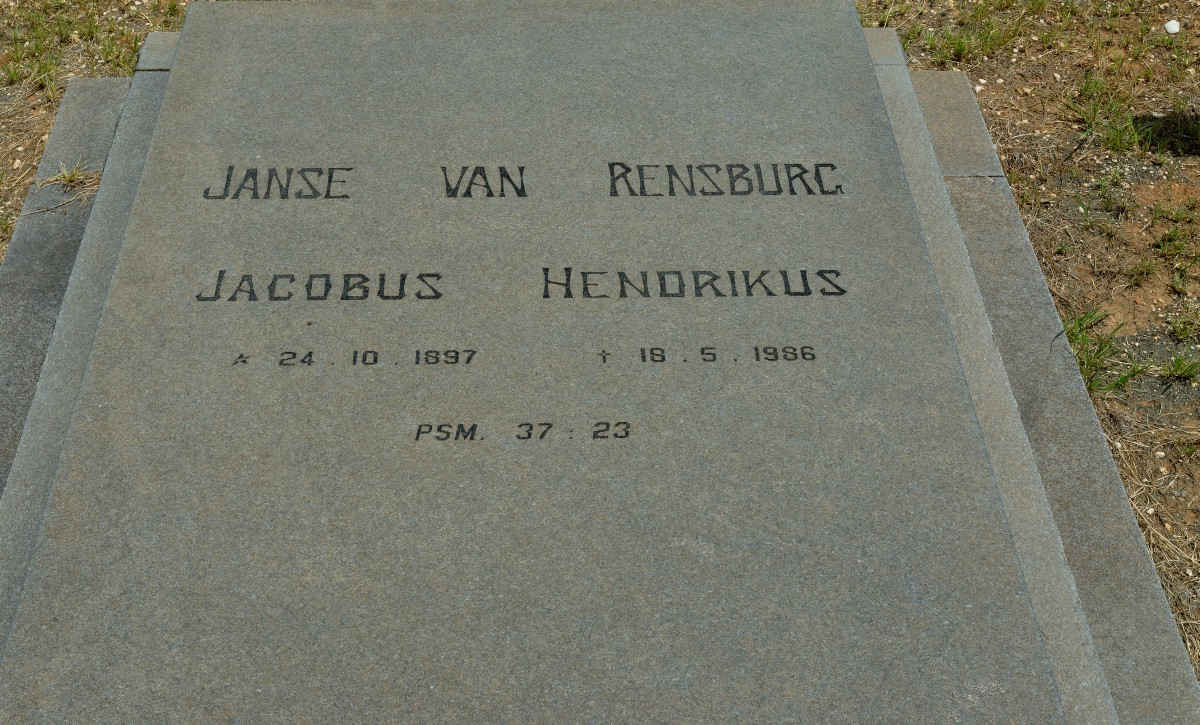 JANSE VAN RENSBURG
JACOBUS HENDRIKUS
* 24 . 10 . 1897 † 18 . 5 . 1986
PSM. 37 : 23